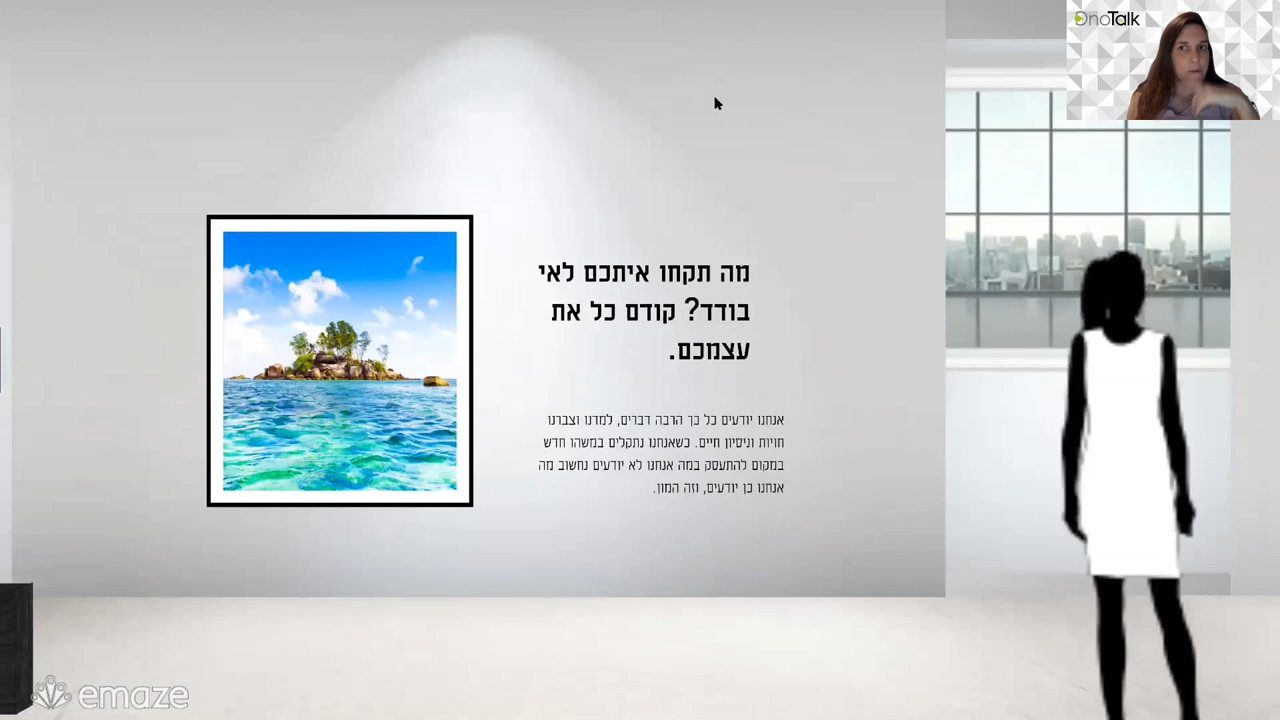 OnoTalk
מה תקחו איתכם לאי
בודד? קודם כל את
עצמכם.
אנחנו יודעים כל כך הרבה דברים, למדנו וצברנו
חויות וניסיון חיים. כשאנחנו נתקלים במשהו חדש
במקום להתעסק במה אנחנו לא יודעים נחשוב מה
אנחנו כן יודעים, וזה המון.
emaze